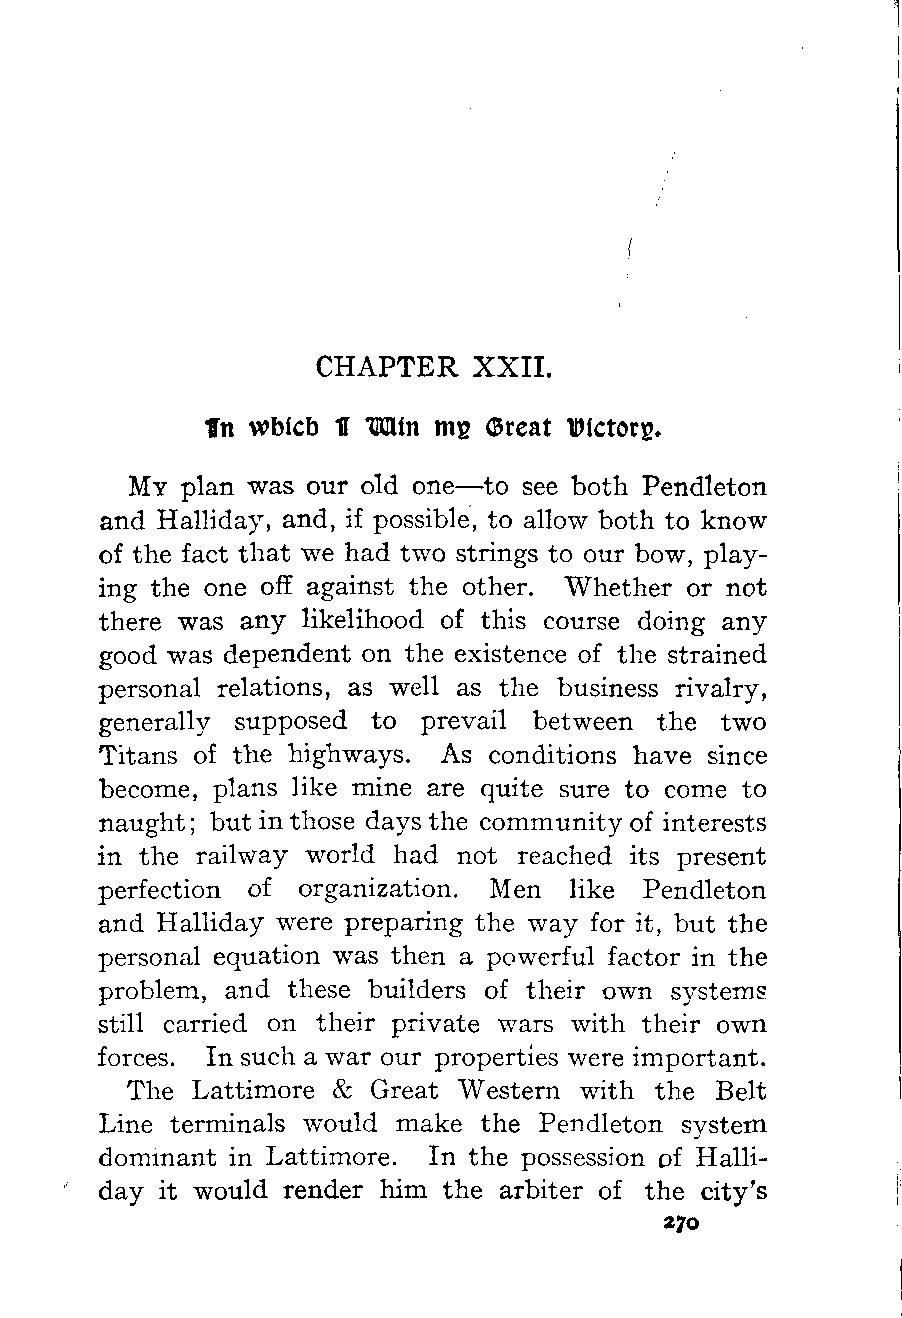 CHAPTER XXII.
In which I Win my Great Victory.
MY plan was our old one—to see both Pendleton
and Halliday, and, if possible, to allow both to know
of the fact that we had two strings to our bow, play-
ing the one off against the other. Whether or not
there was any likelihood of this course doing any
good was dependent on the existence of the strained
personal relations, as well as the business rivalry,
generally supposed to prevail between the two
Titans of the highways. As conditions have since
become, plans like mine are quite sure to come to
naught; but in those days the community of interests
in the railway world had not reached its present
perfection of organization. Men like Pendleton
and Halliday were preparing the way for it, but the
personal equation was then a powerful factor in the
problem, and these builders of their own systems
still carried on their private wars with their own
forces. In such a war our properties were important.
The Lattimore & Great Western with the Belt
Line terminals would make the Pendleton system
dominant in Lattimore. In the possession of Halli-
day it would render him the arbiter of the city's
270